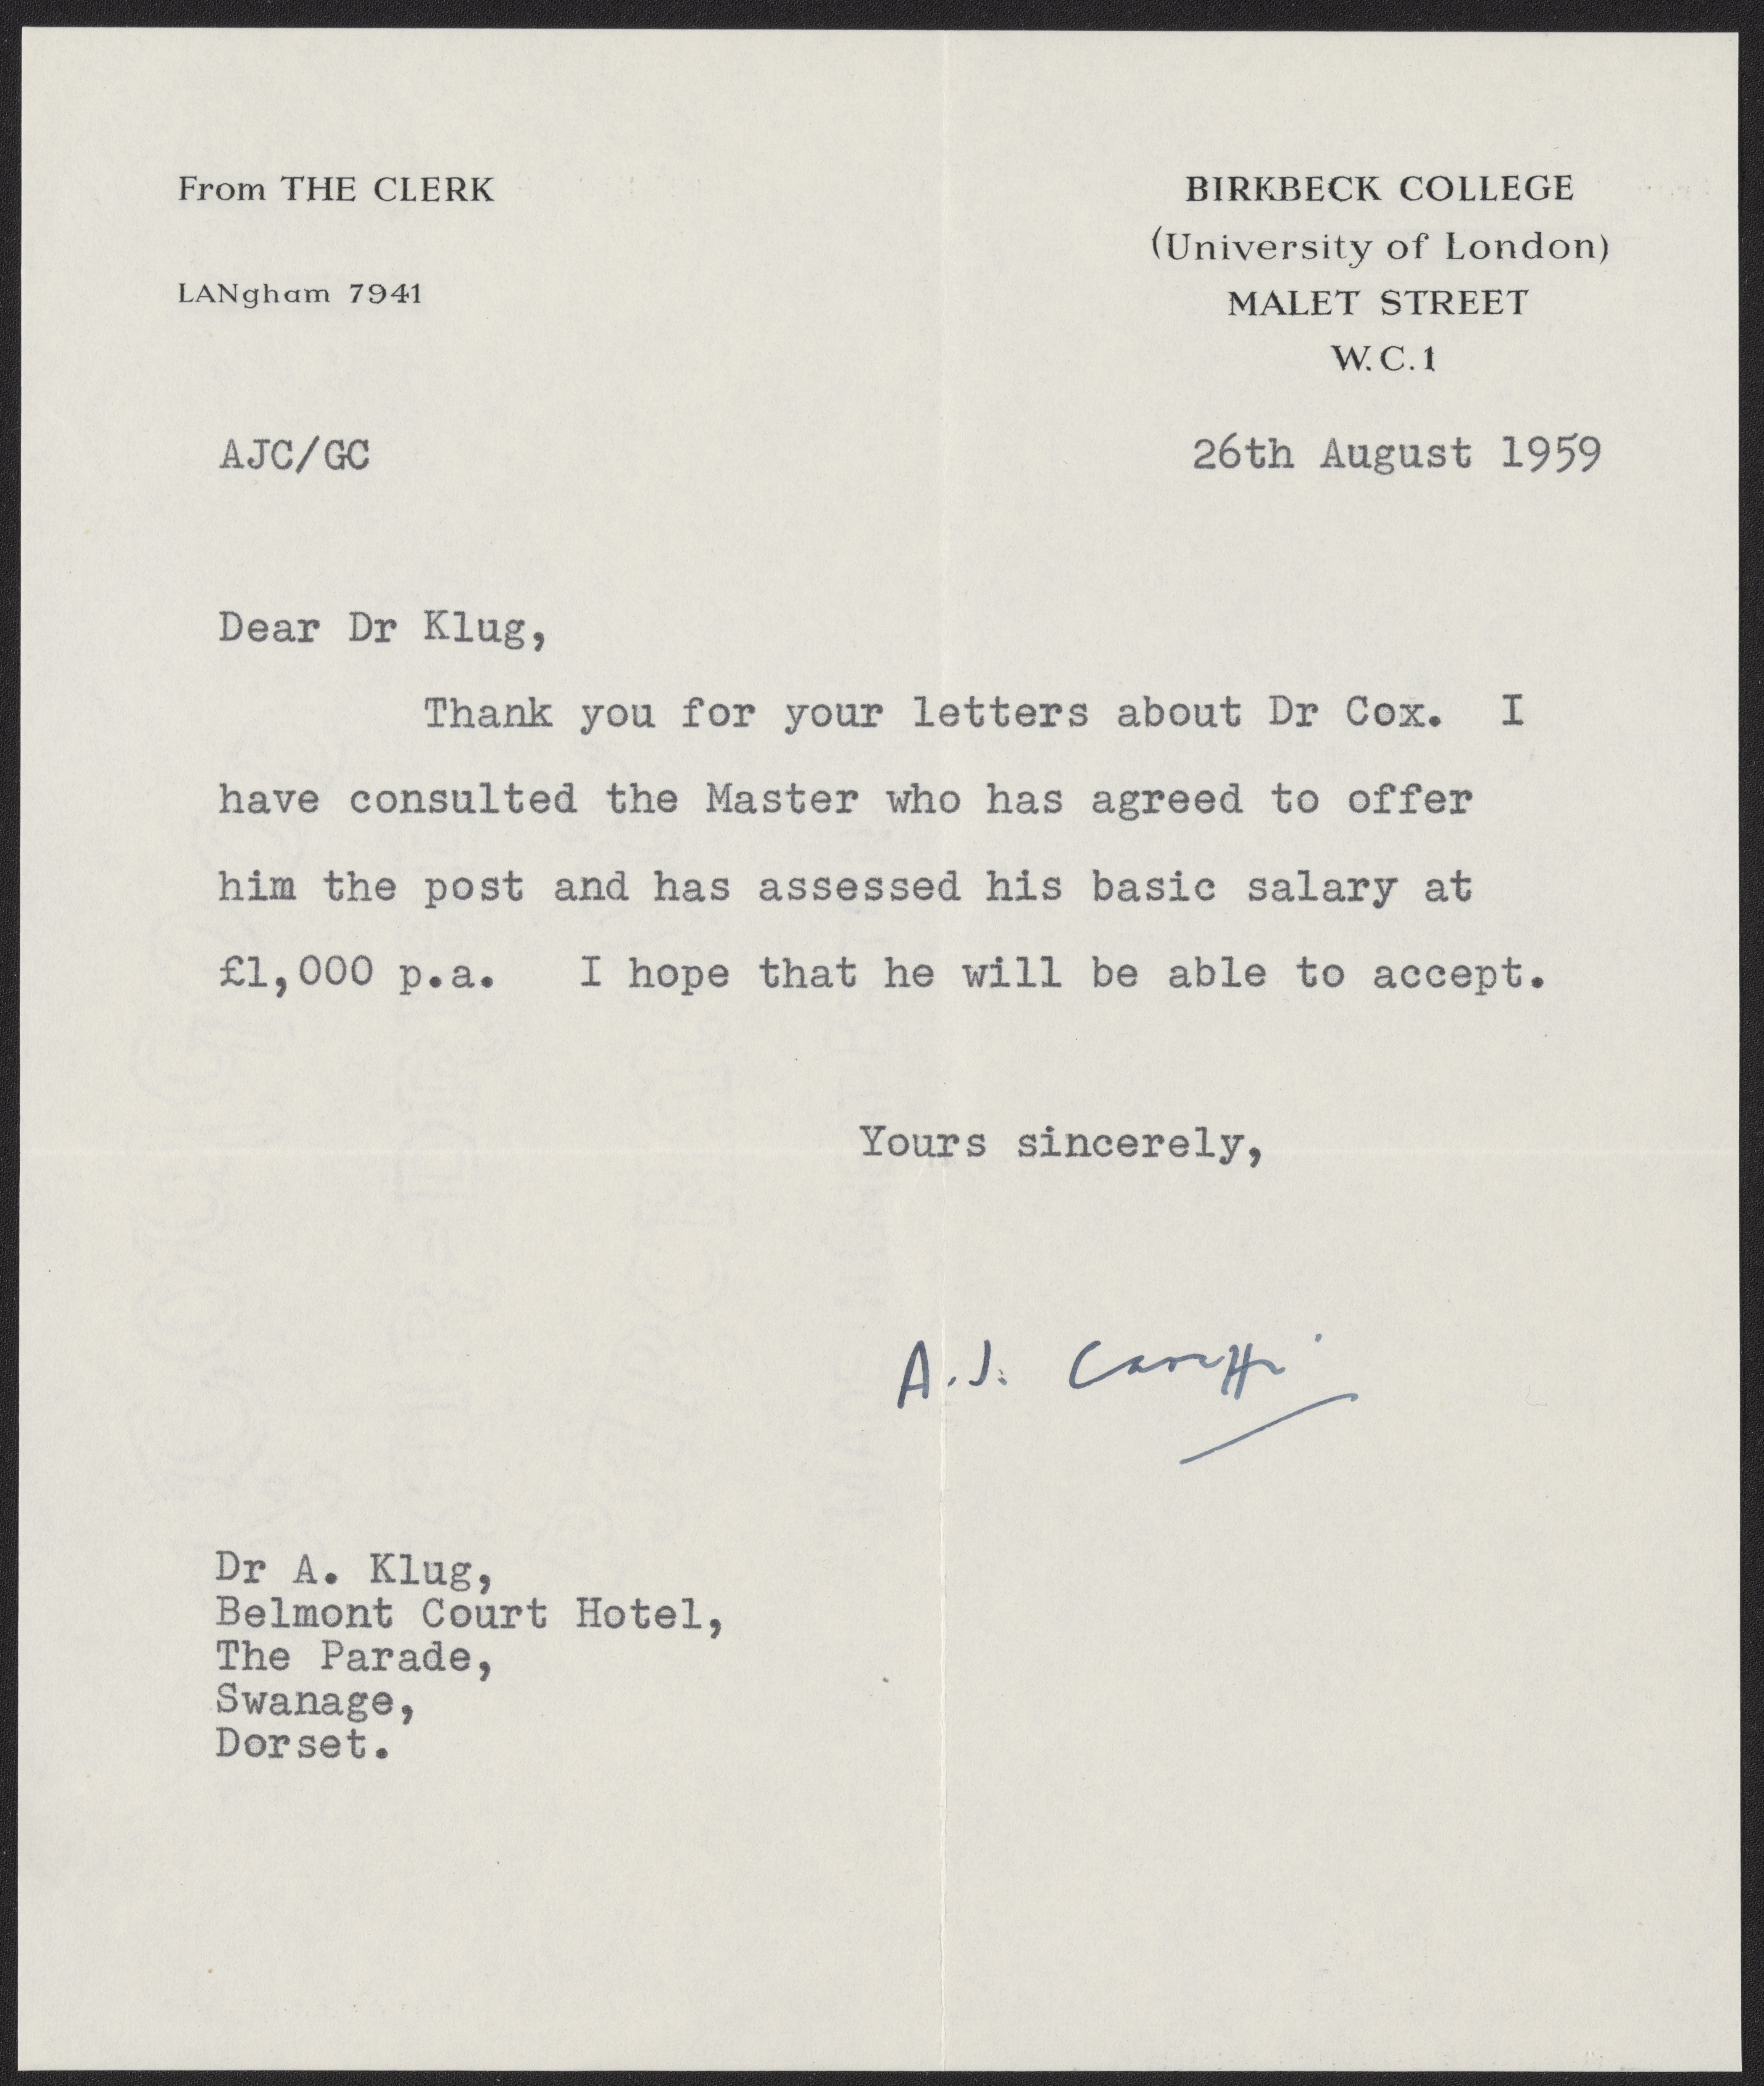 From THE CLERK
LANgham 7941
BIRKBECK COLLEGE
(University of London)
MALET STREET
W.C.1
AJC/GC
26th August 1959
Dear Dr Klug,
Thank you for your letters about Dr Cox. I
have consulted the Master who has agreed to offer
him the post and has assessed his basic salary at
£1,000 p.a. I hope that he will be able to accept.
Yours sincerely,
A.J.
Dr A. Klug,
Belmont Court Hotel,
The Parade,
Swanage,
Dorset.